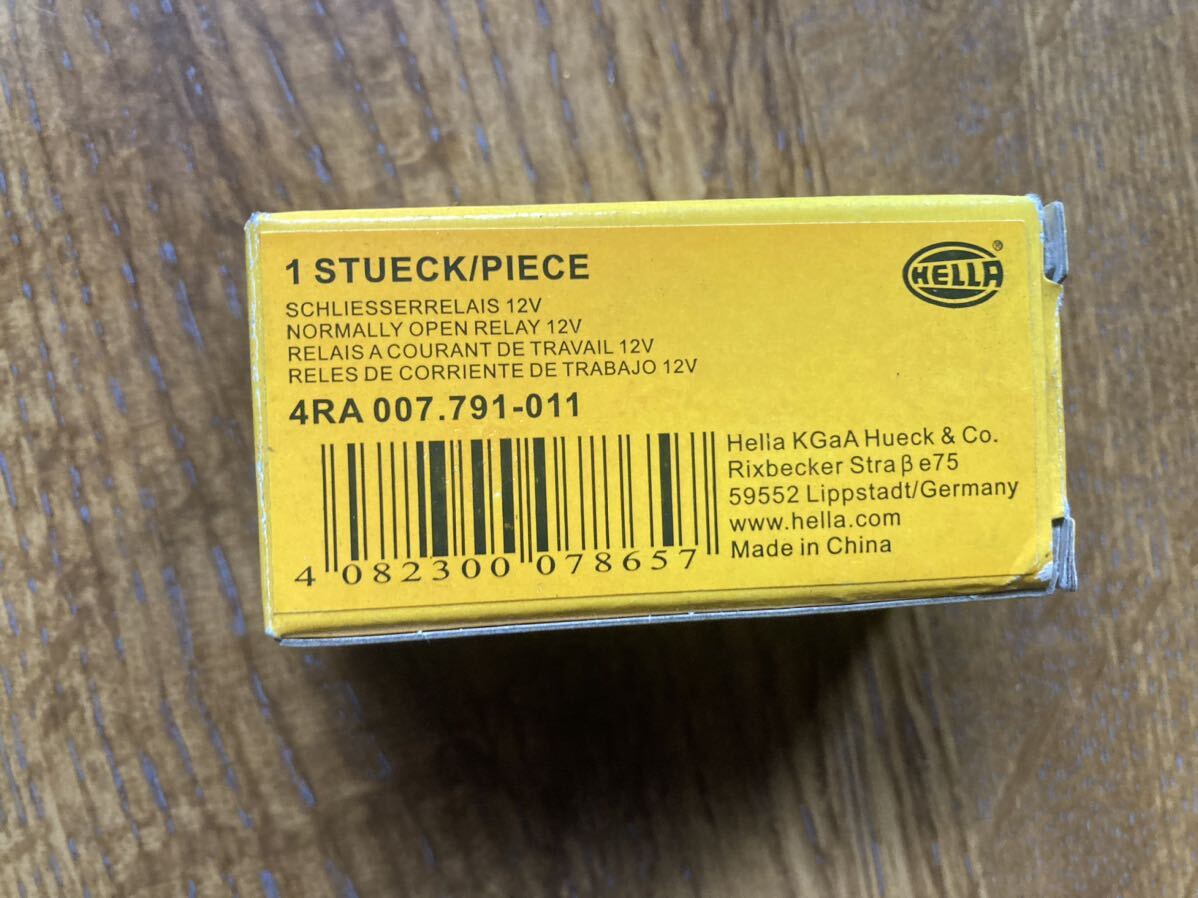 1 STUECK/PIECE
HELLA ®
SCHLIESSERRELAIS 12V
NORMALLY OPEN RELAY 12V
RELAIS A COURANT DE TRAVAIL 12V
RELES DE CORRIENTE DE TRABAJO 12V
4RA 007.791-011
4 082300 078657
Hella KGaA Hueck & Co.
Rixbecker Straβe75
59552 Lippstadt/Germany
www.hella.com
Made in China